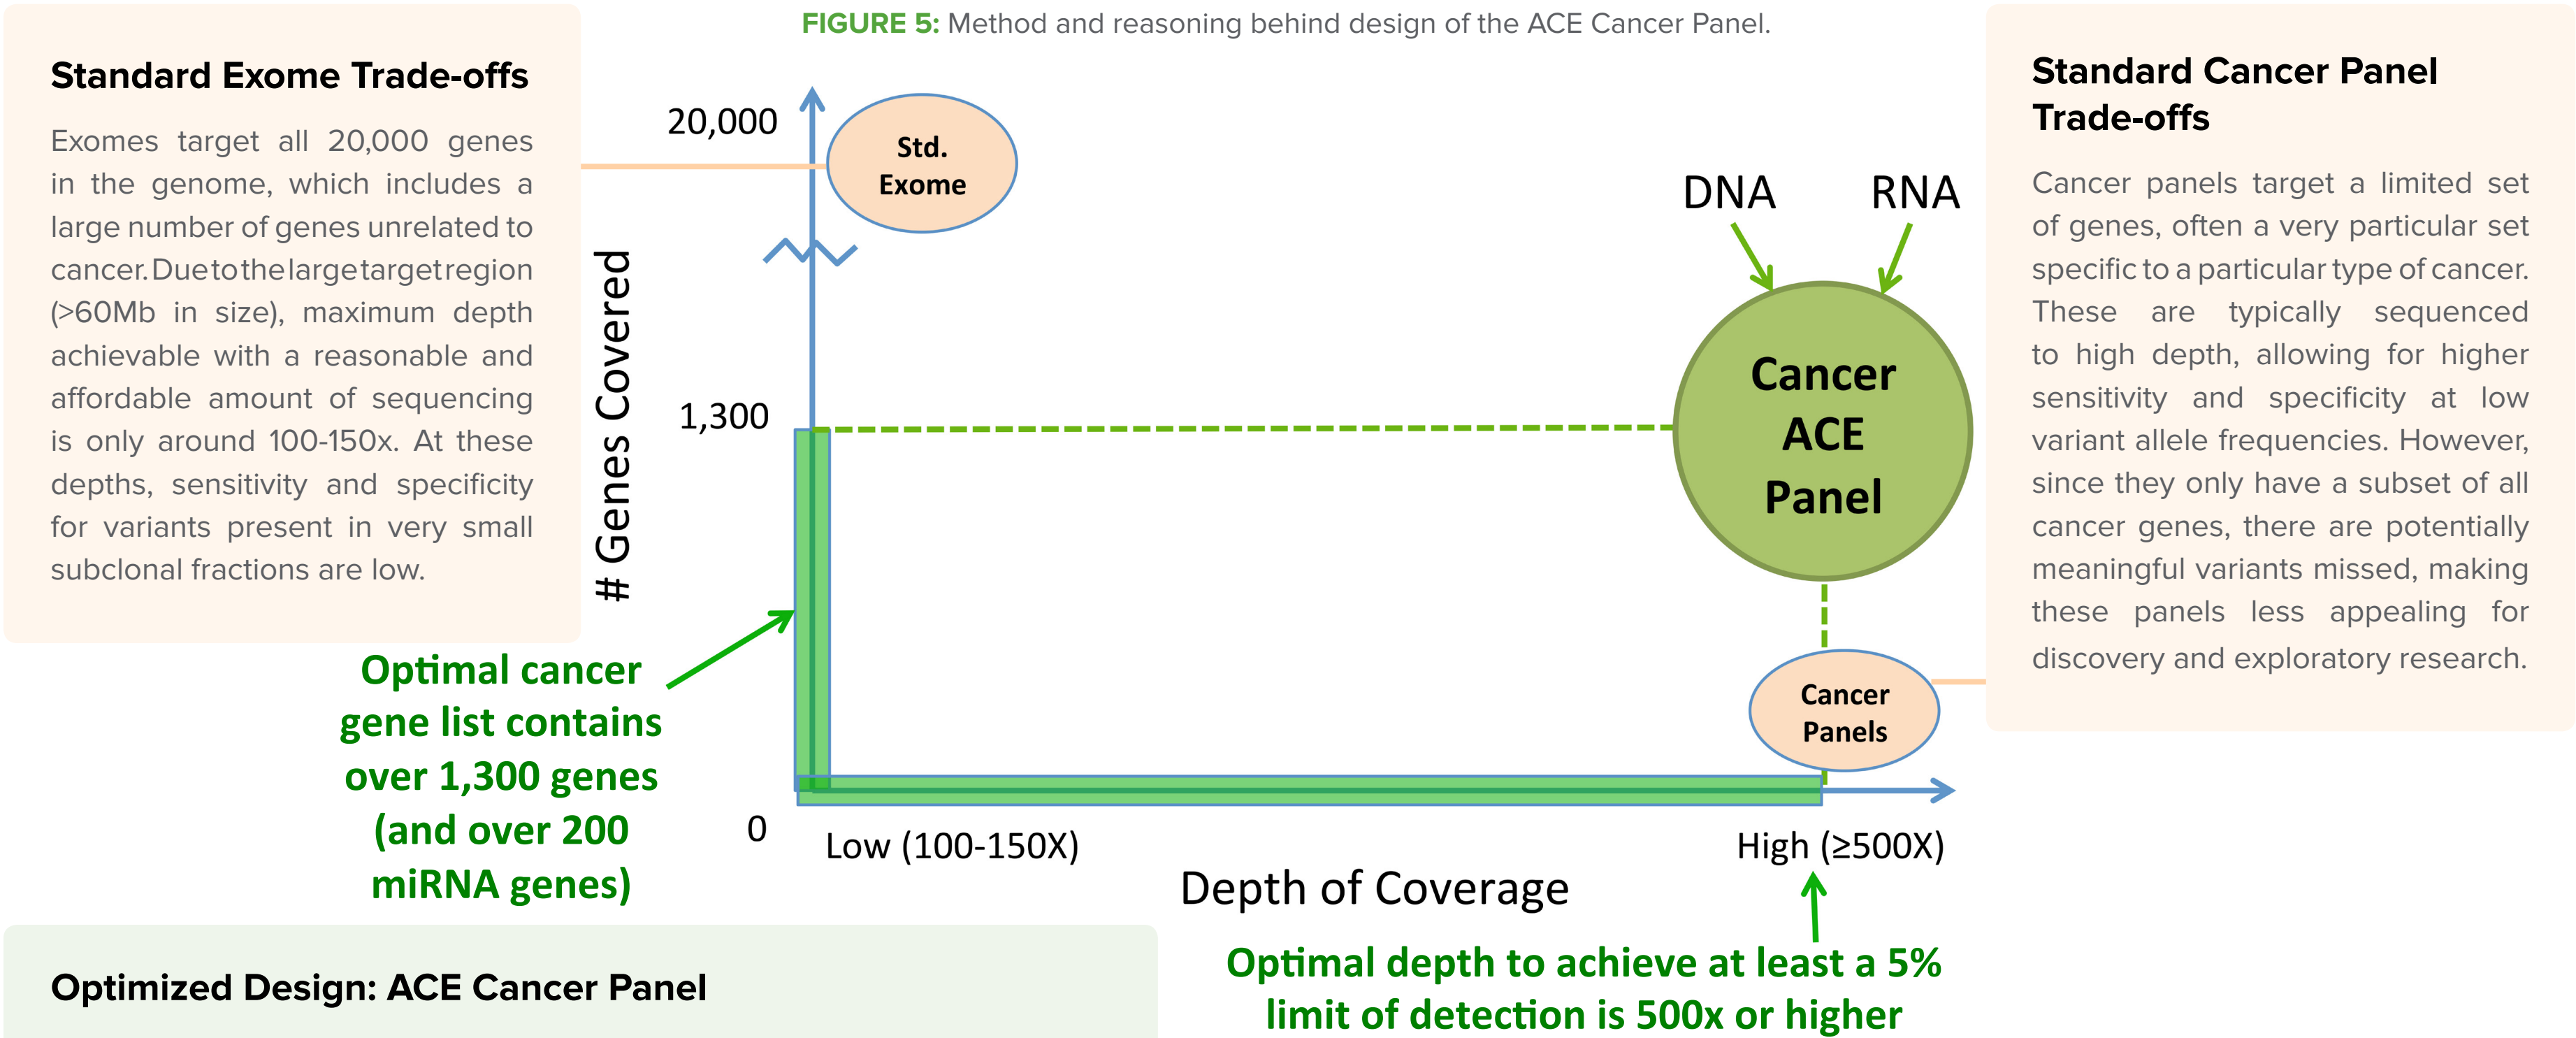 FIGURE 5: Method and reasoning behind design of the ACE Cancer Panel.
Standard Exome Trade-offs
Exomes target all 20,000 genes
in the genome, which includes a
large number of genes unrelated to
cancer. Due to the large target region
(>60Mb in size), maximum depth
achievable with a reasonable and
affordable amount of sequencing
is only around 100-150x. At these
depths, sensitivity and specificity
for variants present in very small
subclonal fractions are low.
20,000
Std.
Exome
# Genes Covered
1,300
DNA
RNA
Cancer
ACE
Panel
Cancer
Panels
0
Low (100-150X)
High (≥500X)
Depth of Coverage
Optimal cancer
gene list contains
over 1,300 genes
(and over 200
miRNA genes)
Optimal depth to achieve at least a 5%
limit of detection is 500x or higher
Standard Cancer Panel
Trade-offs
Cancer panels target a limited set
of genes, often a very particular set
specific to a particular type of cancer.
These are typically sequenced
to high depth, allowing for higher
sensitivity and specificity at low
variant allele frequencies. However,
since they only have a subset of all
cancer genes, there are potentially
meaningful variants missed, making
these panels less appealing for
discovery and exploratory research.
Optimized Design: ACE Cancer Panel